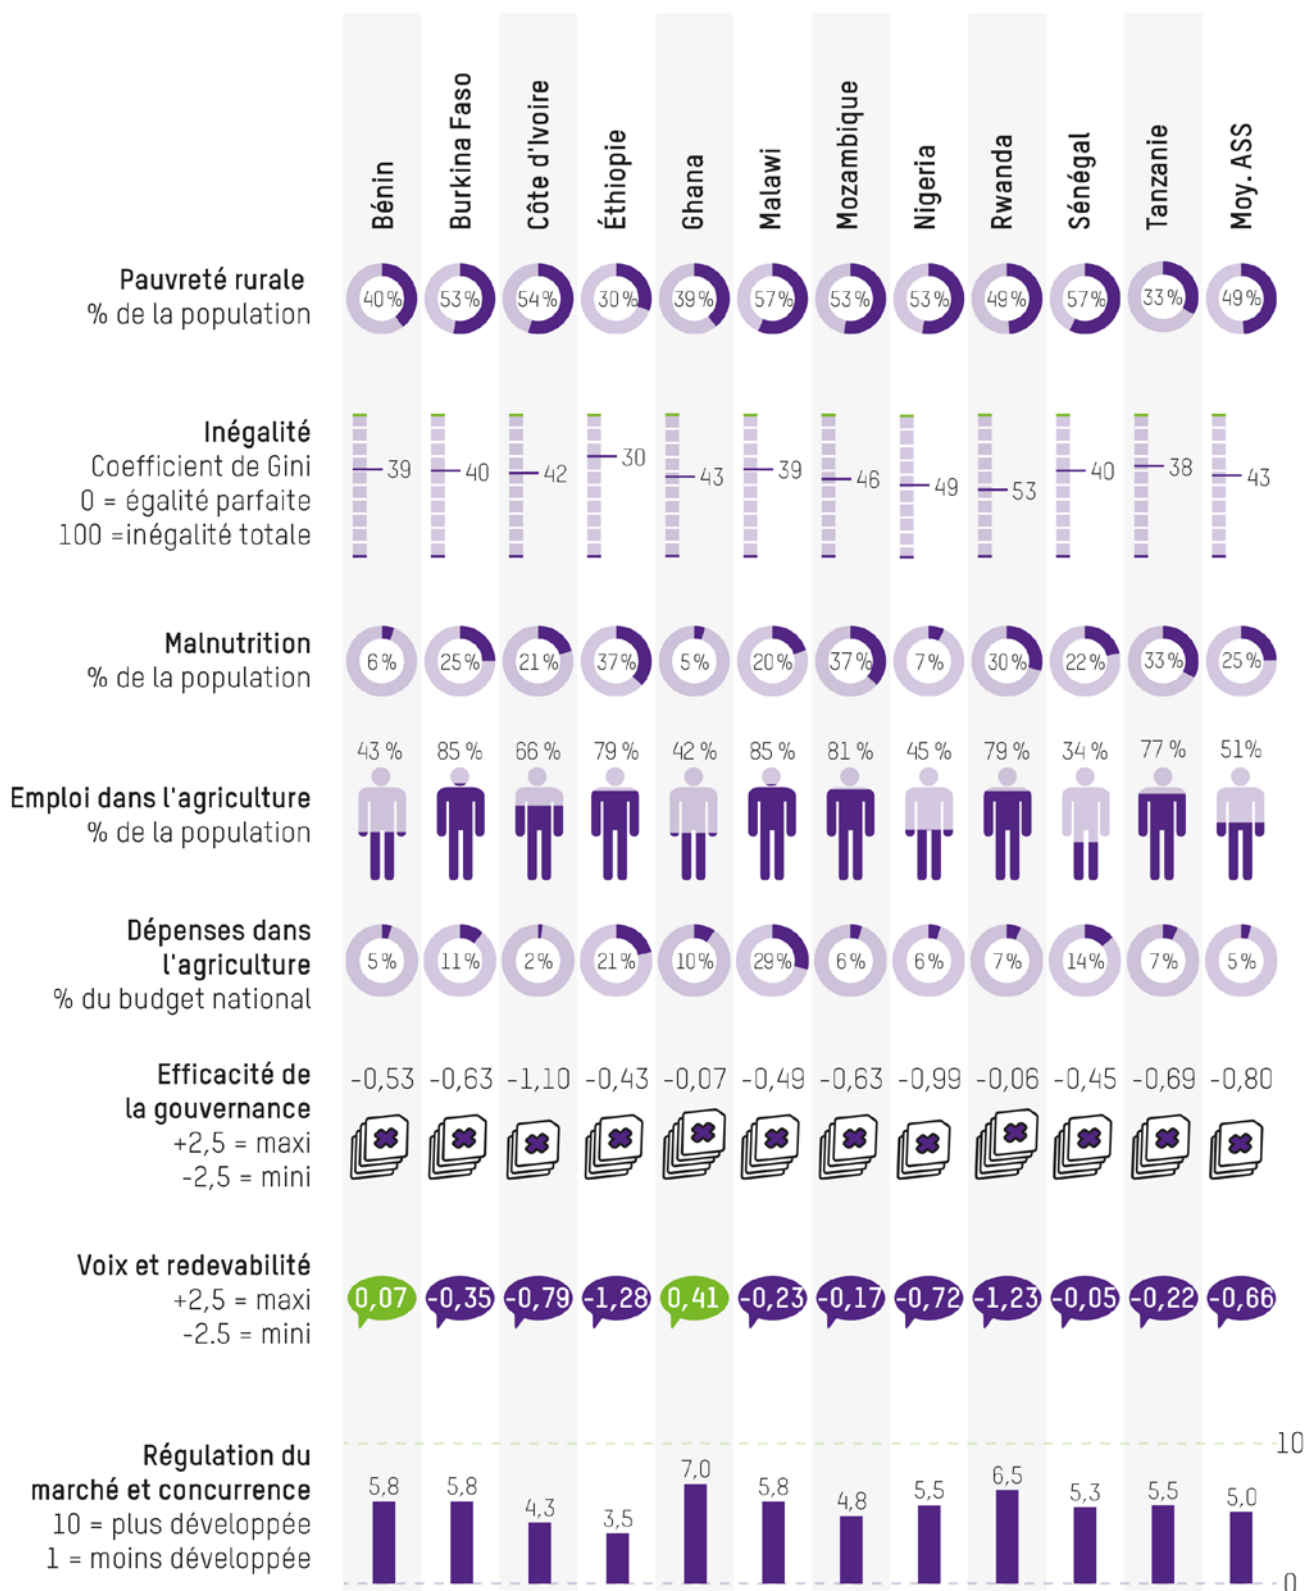 Bénin
Burkina Faso
Côte d'Ivoire
Éthiopie
Ghana
Malawi
Mozambique
Nigeria
Rwanda
Sénégal
Tanzanie
Moy. ASS
Pauvreté rurale
% de la population
40 % 53 % 54 % 30 % 39 % 57 % 53 % 53 % 49 % 57 % 33 % 49 %
Inégalité
Coefficient de Gini
0 = égalité parfaite
100 =inégalité totale
39 40 42 30 43 39 46 49 53 40 38 43
Malnutrition
% de la population
6 % 25 % 21 % 37 % 5 % 20 % 37 % 7 % 30 % 22 % 33 % 25 %
43 % 85 % 66 % 79 % 42 % 85 % 81 % 45 % 79 % 34 % 77 % 51%
Emploi dans l'agriculture
% de la population
Dépenses dans
l'agriculture
% du budget national
5 % 11 % 2 % 21 % 10 % 29 % 6 % 6 % 7 % 14 % 7 % 5 %
Efficacité de
la gouvernance
+2,5 = maxi
-2,5 = mini
-0,53 -0,63 -1,10 -0,43 -0,07 -0,49 -0,63 -0,99 -0,06 -0,45 -0,69 -0,80
Voix et redevabilité
+2,5 = maxi
-2.5 = mini
0,07 -0,35 -0,79 -1,28 0,41 -0,23 -0,17 -0,72 -1,23 -0,05 -0,22 -0,66
Régulation du
marché et concurrence
10 = plus développée
1 = moins développée
10
5,8 5,8 4,3 3,5 7,0 5,8 4,8 5,5 6,5 5,3 5,5 5,0
0